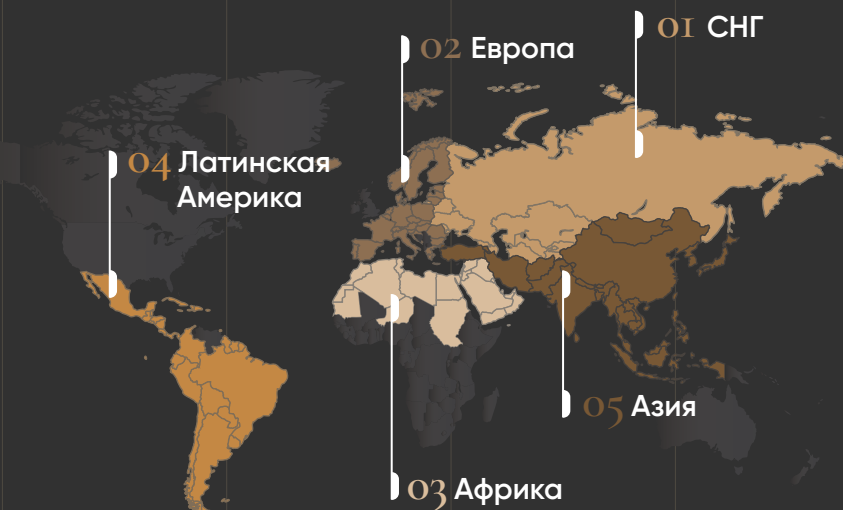 01 СНГ
02 Европа
04 Латинская
Америка
05 Азия
03 Африка